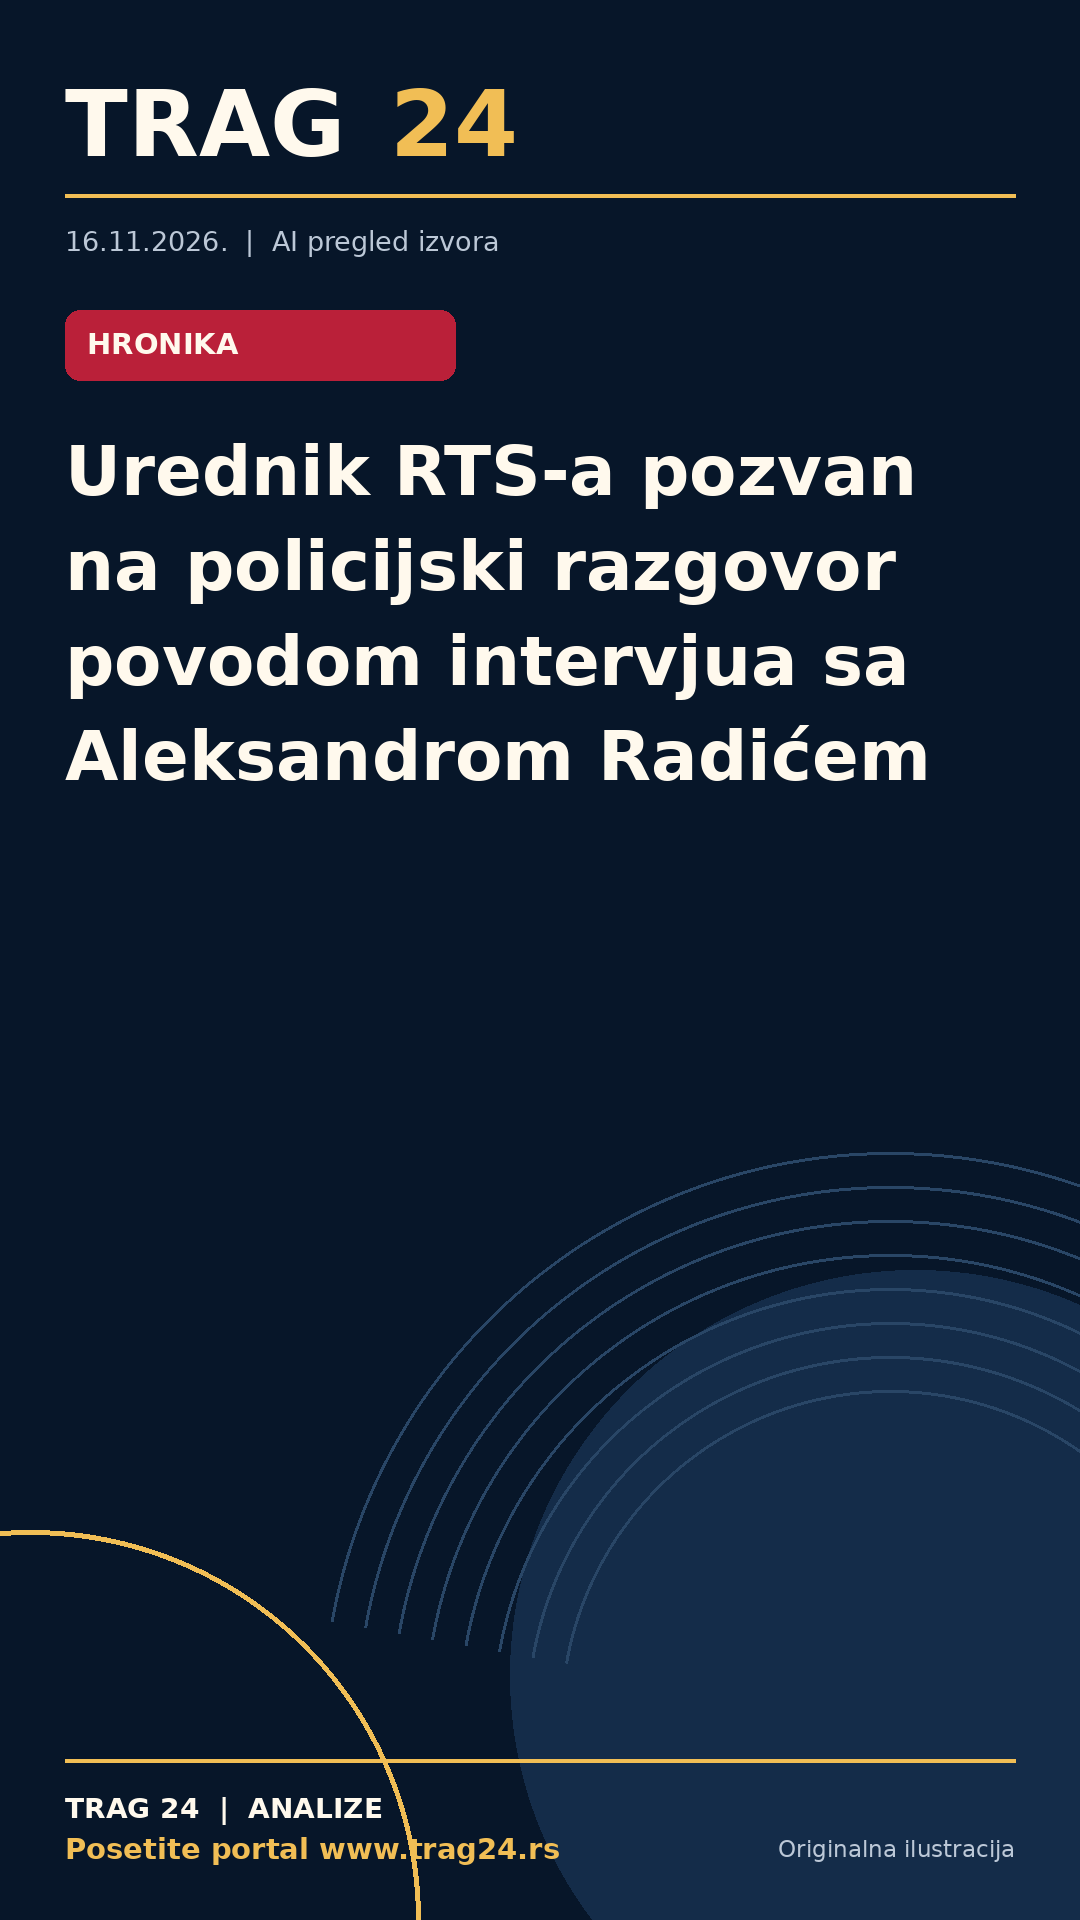 TRAG 24
16.11.2026. | AI pregled izvora
HRONIKA
Urednik RTS-a pozvan
na policijski razgovor
povodom intervjua sa
Aleksandrom Radićem
TRAG 24 | ANALIZE
Posetite portal www.trag24.rs
Originalna ilustracija